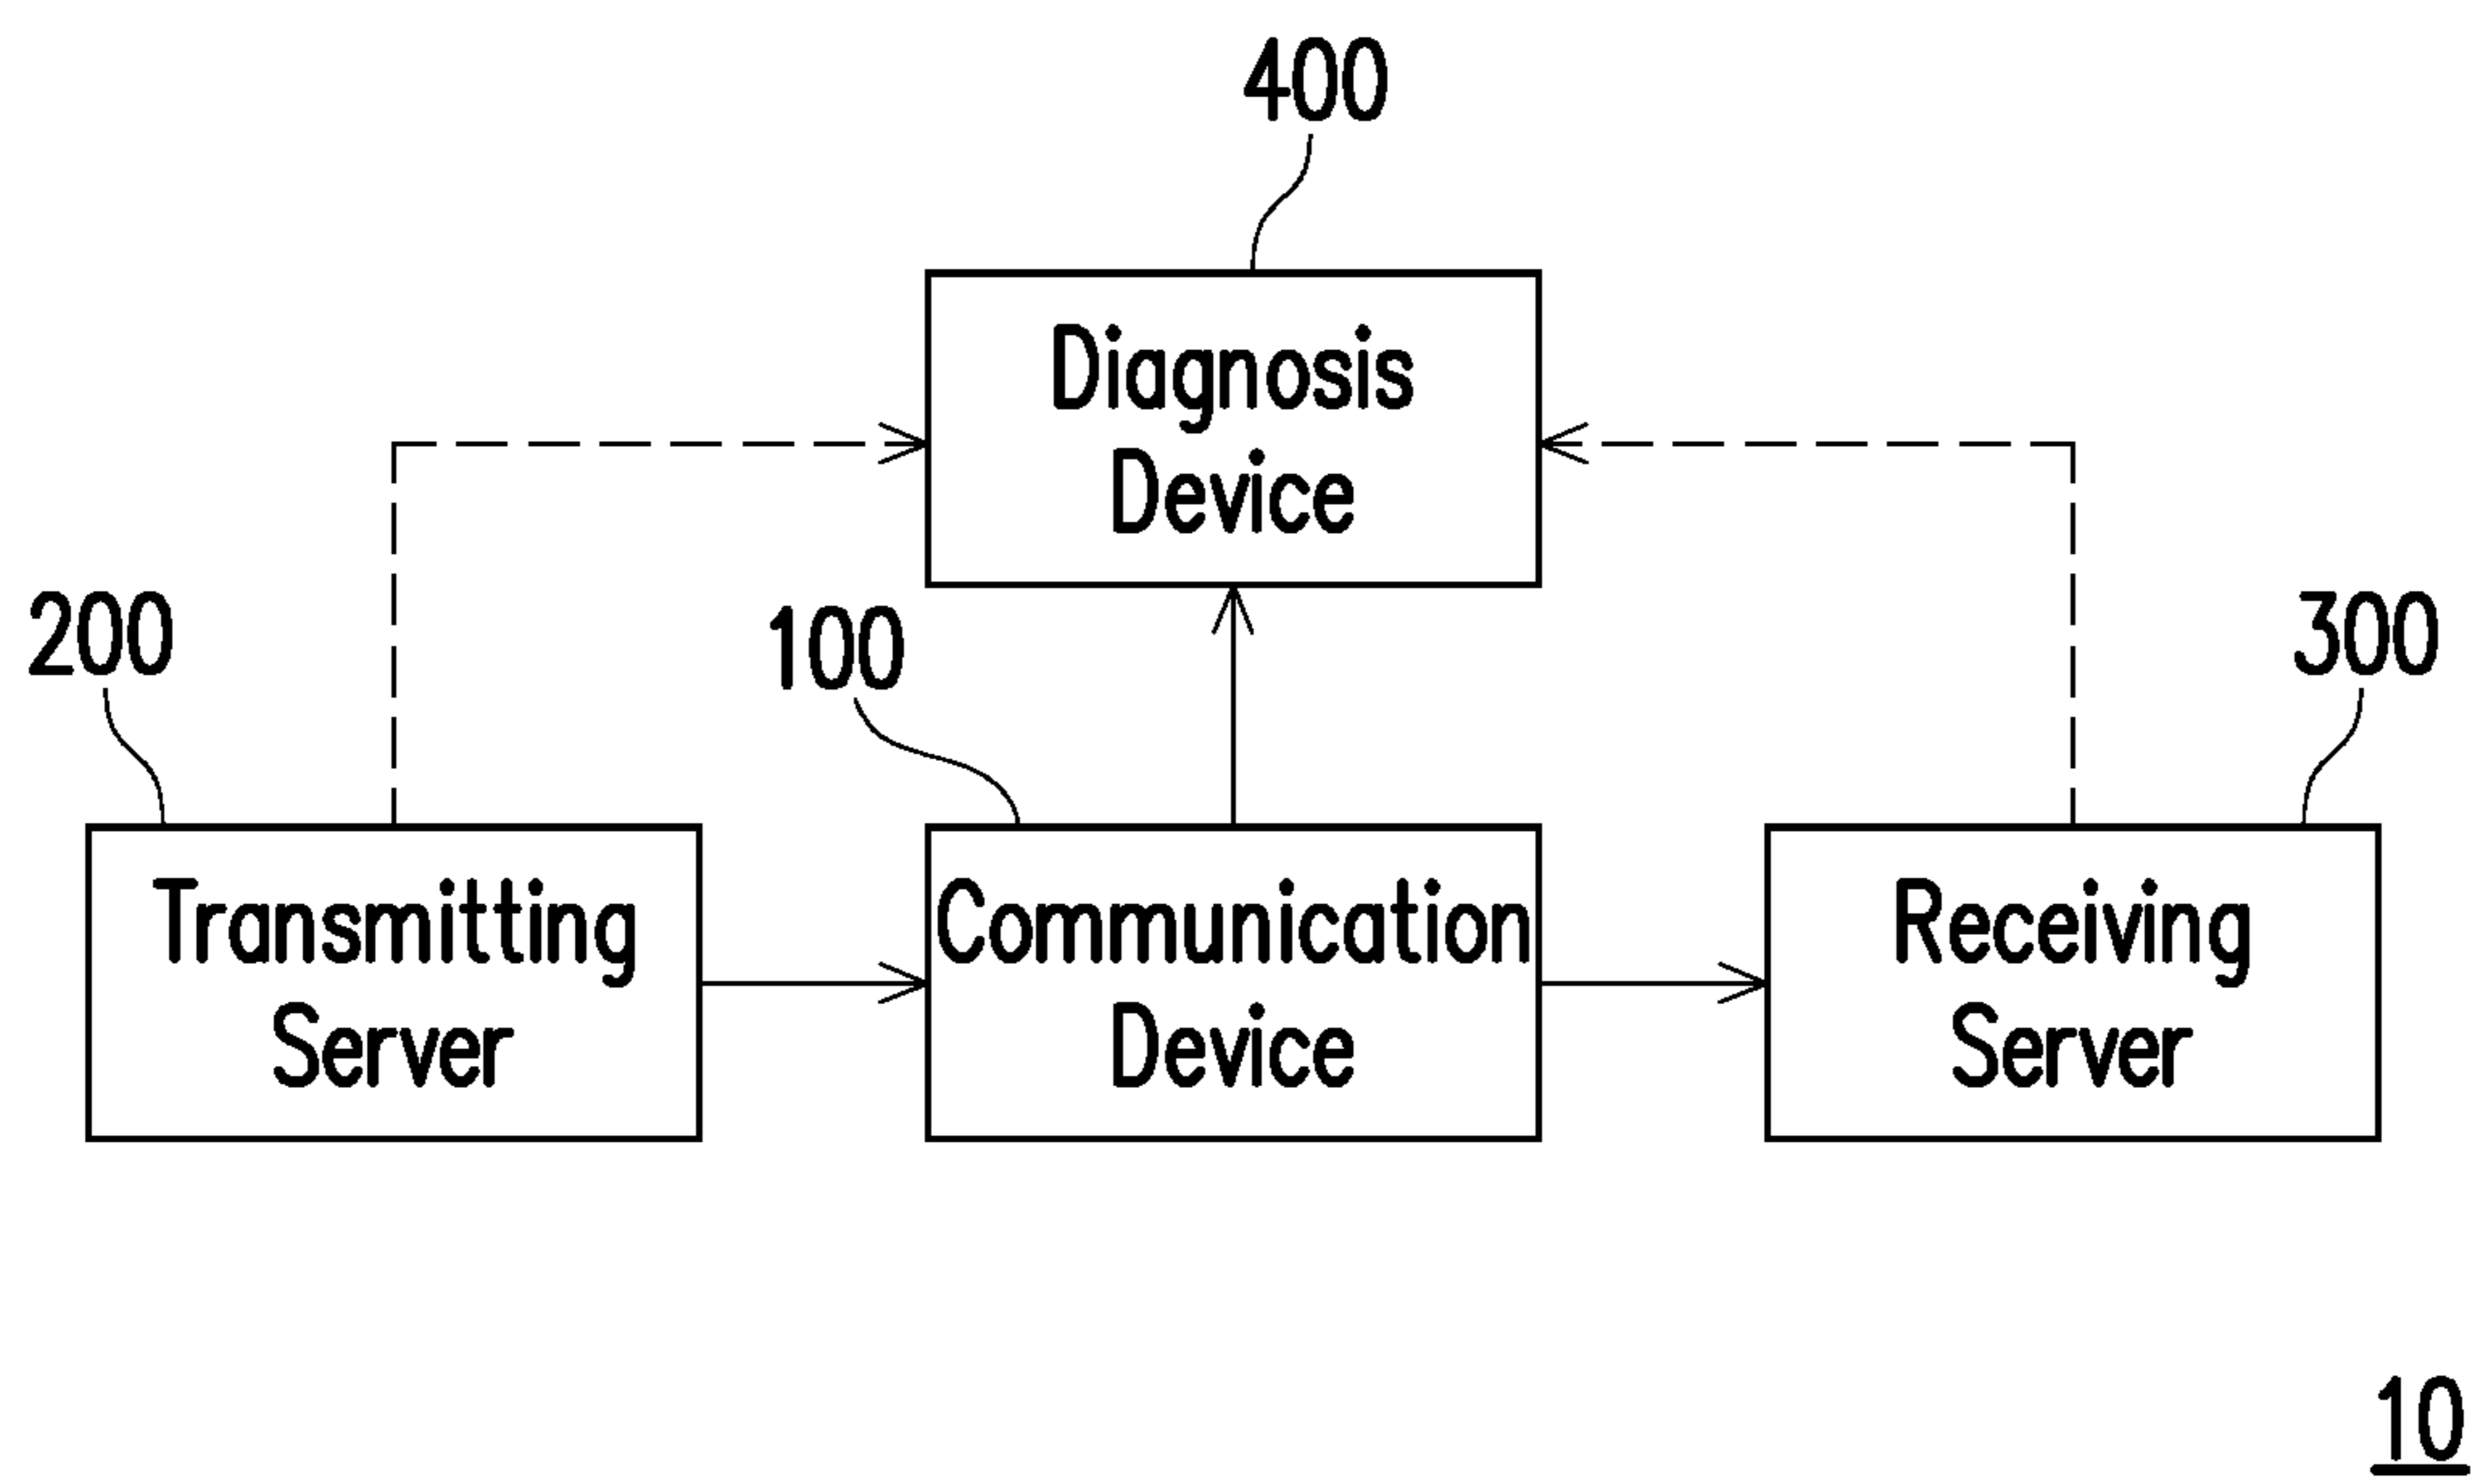 400
Diagnosis
Device
200
100
300
Transmitting
Server
Communication
Device
Receiving
Server
10